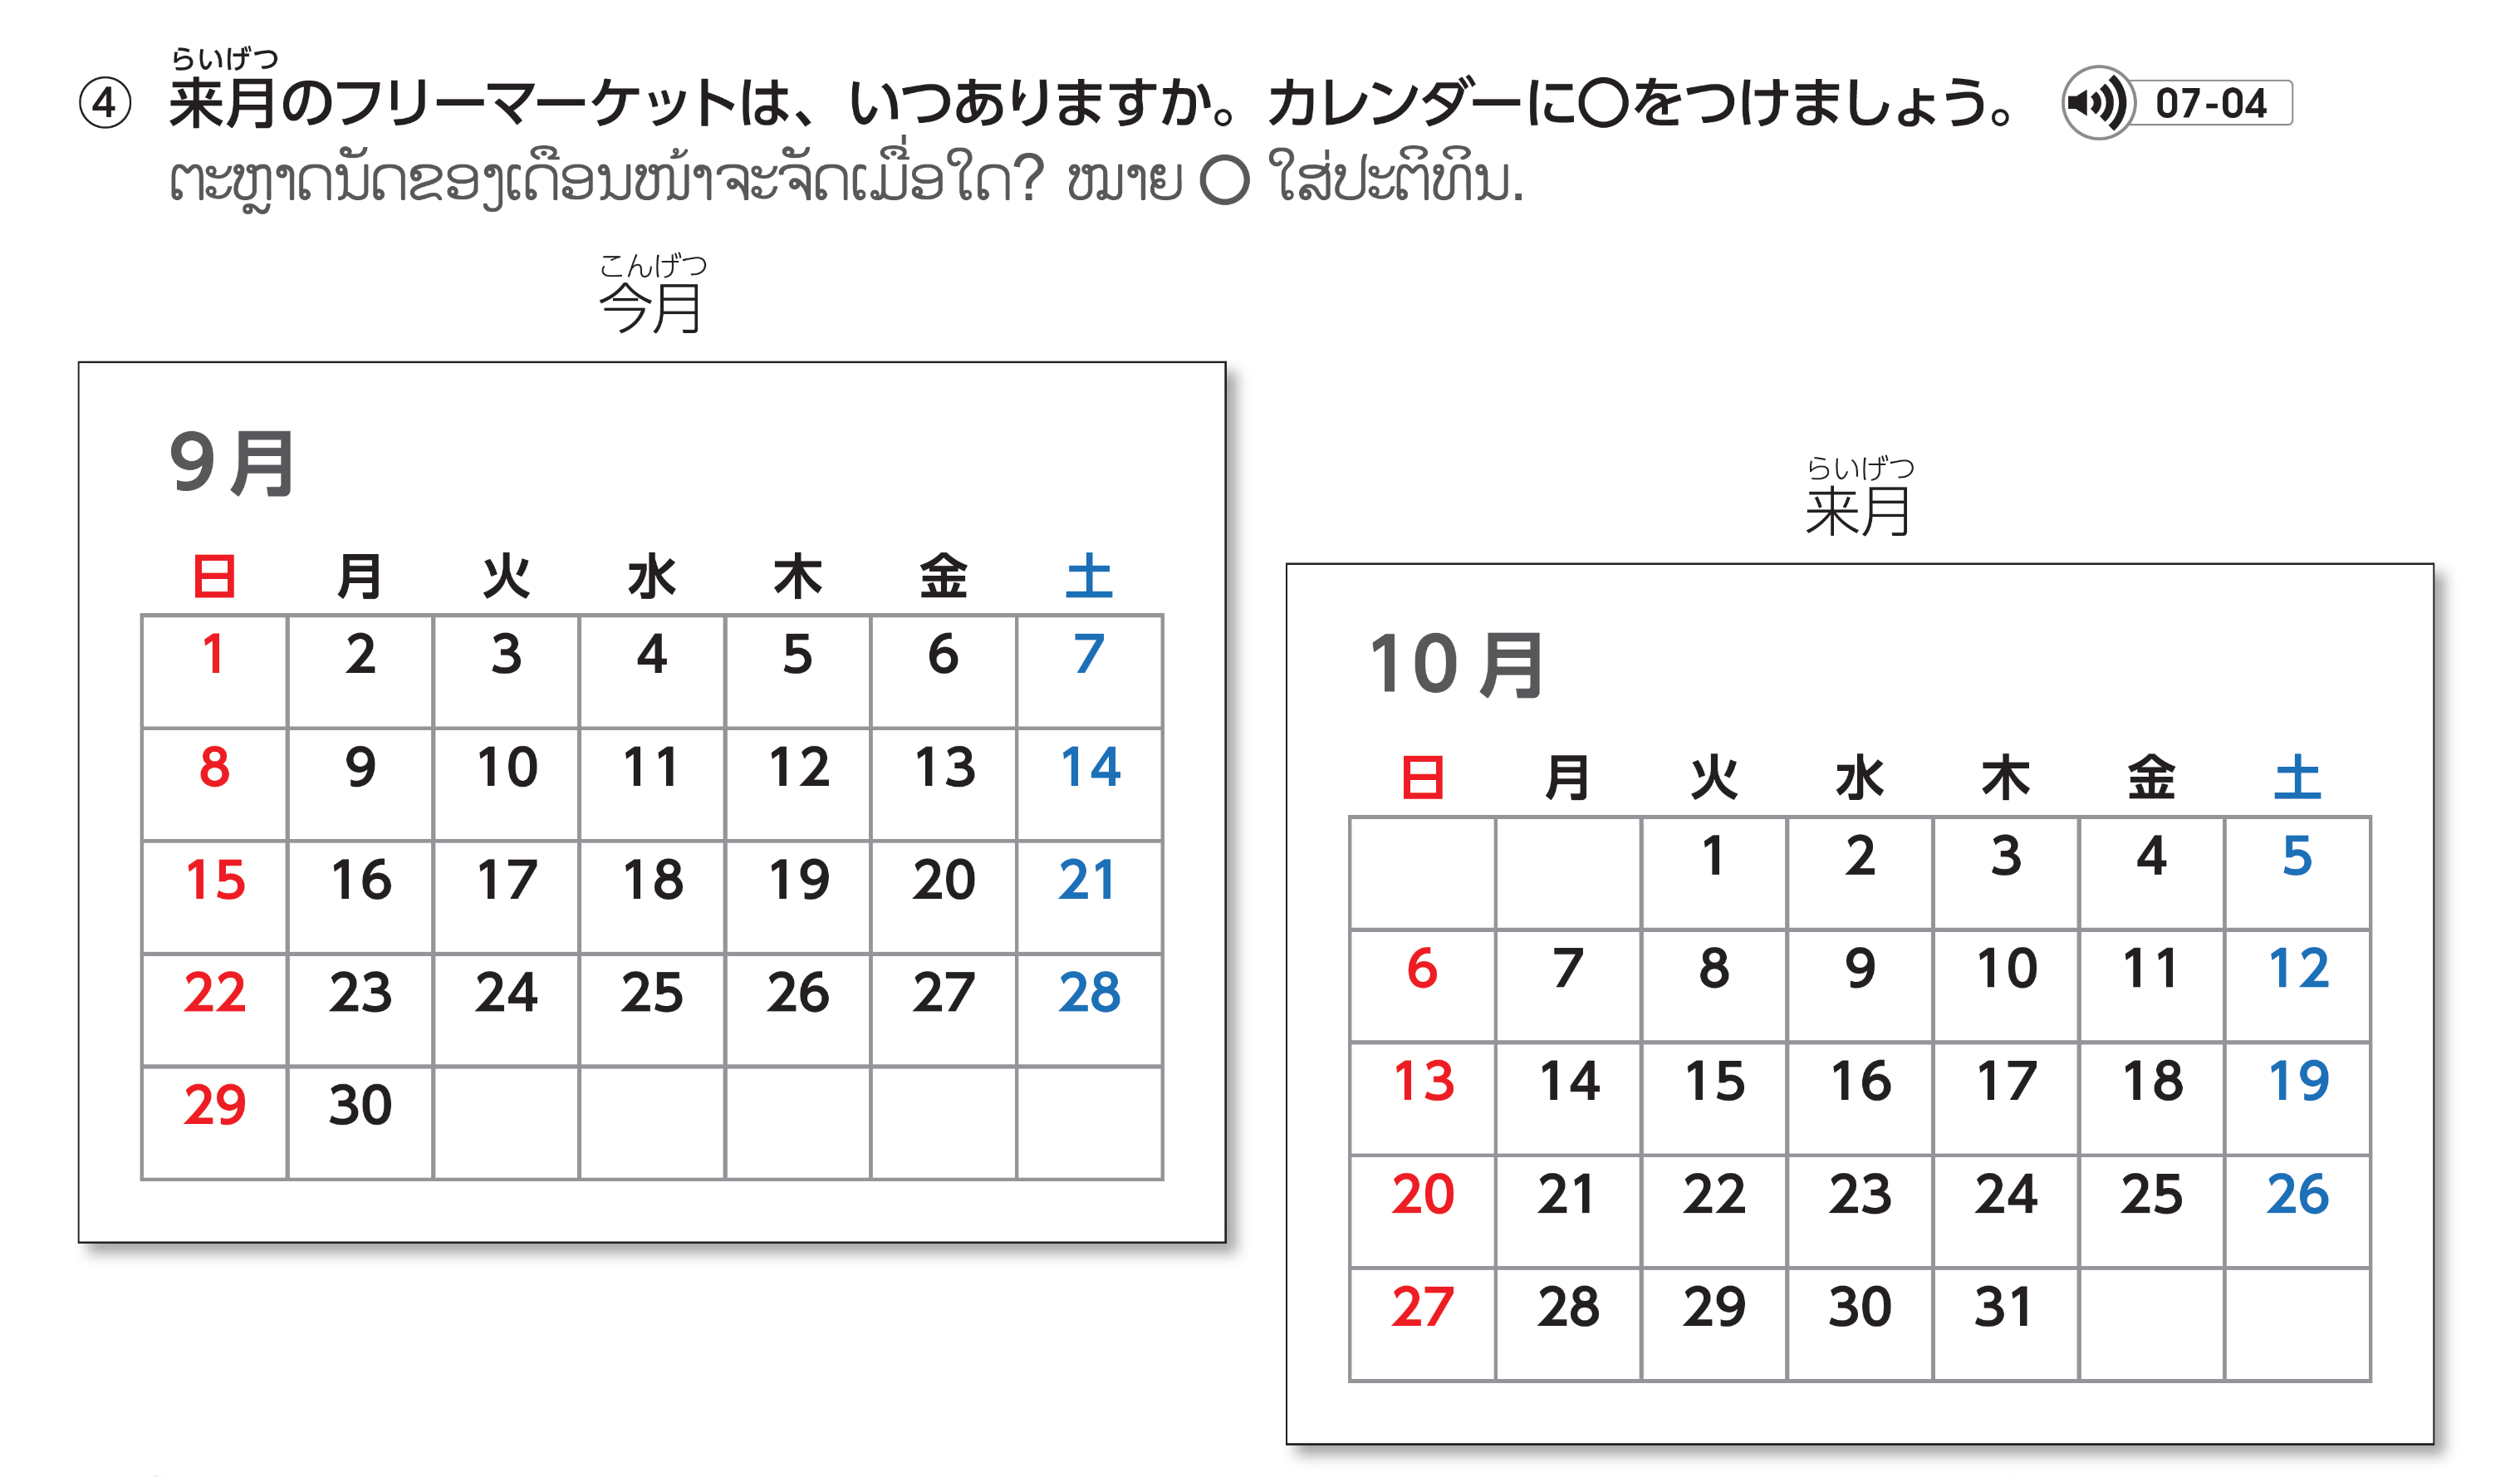 ④ 来月のフリーマーケットは、いつありますか。カレンダーに〇をつけましょう。 07-04
らいげつ
ຕະຫຼາດນັດຂອງເດືອນໜ້າຈະຈັດເມື່ອໃດ? ໝາຍ ○ ໃສ່ປະຕິທິນ.
こんげつ
今月
9月
日 月 火 水 木 金 土
1 2 3 4 5 6 7
8 9 10 11 12 13 14
15 16 17 18 19 20 21
22 23 24 25 26 27 28
29 30
らいげつ
来月
10月
日 月 火 水 木 金 土
1 2 3 4 5
6 7 8 9 10 11 12
13 14 15 16 17 18 19
20 21 22 23 24 25 26
27 28 29 30 31